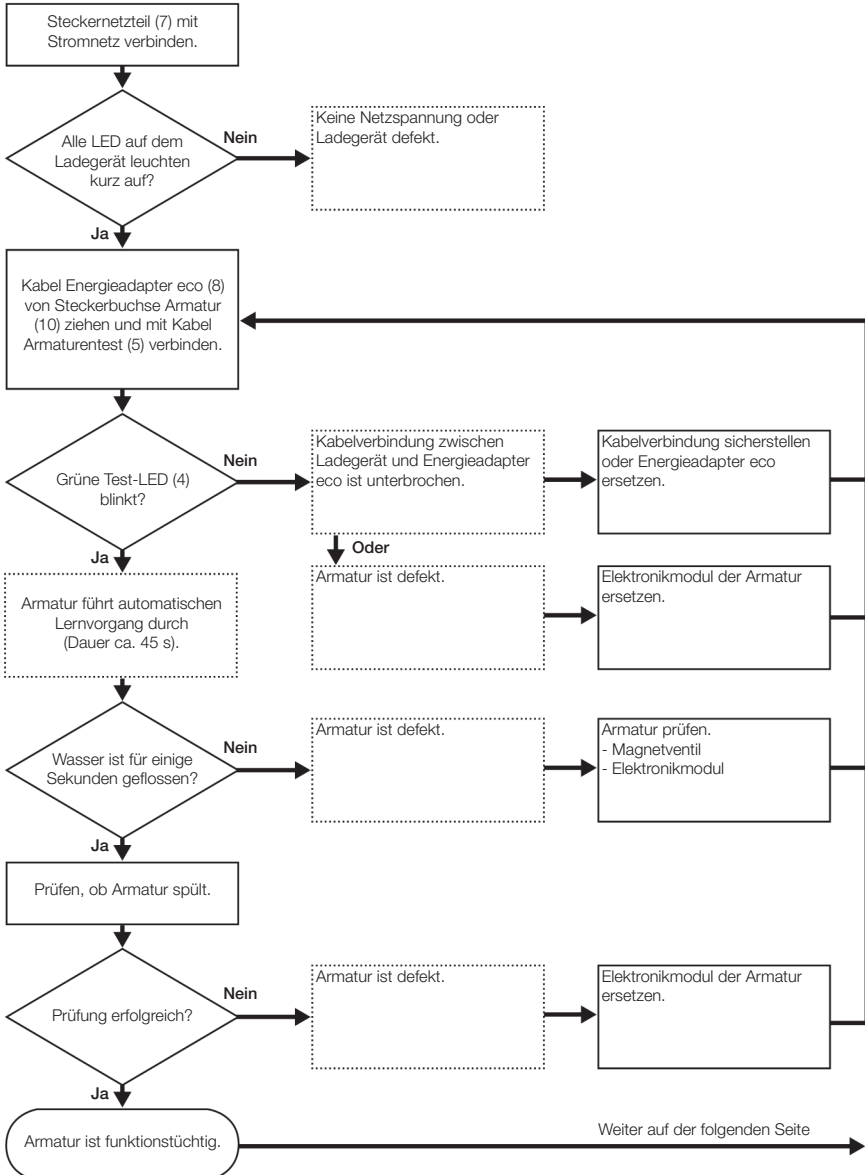 Steckernetzteil (7) mit
Stromnetz verbinden.
Alle LED auf dem
Ladegerät leuchten
kurz auf?
Nein
Keine Netzspannung oder
Ladegerät defekt.
Ja
Kabel Energieadapter eco (8)
von Steckerbuchse Armatur
(10) ziehen und mit Kabel
Armaturentest (5) verbinden.
Grüne Test-LED (4)
blinkt?
Nein
Kabelverbindung zwischen
Ladegerät und Energieadapter
eco ist unterbrochen.
Kabelverbindung sicherstellen
oder Energieadapter eco
ersetzen.
Oder
Armatur ist defekt.
Elektronikmodul der Armatur
ersetzen.
Ja
Armatur führt automatischen
Lernvorgang durch
(Dauer ca. 45 s).
Wasser ist für einige
Sekunden geflossen?
Nein
Armatur ist defekt.
Armatur prüfen.
- Magnetventil
- Elektronikmodul
Ja
Prüfen, ob Armatur spült.
Prüfung erfolgreich?
Nein
Armatur ist defekt.
Elektronikmodul der Armatur
ersetzen.
Ja
Armatur ist funktionstüchtig.
Weiter auf der folgenden Seite